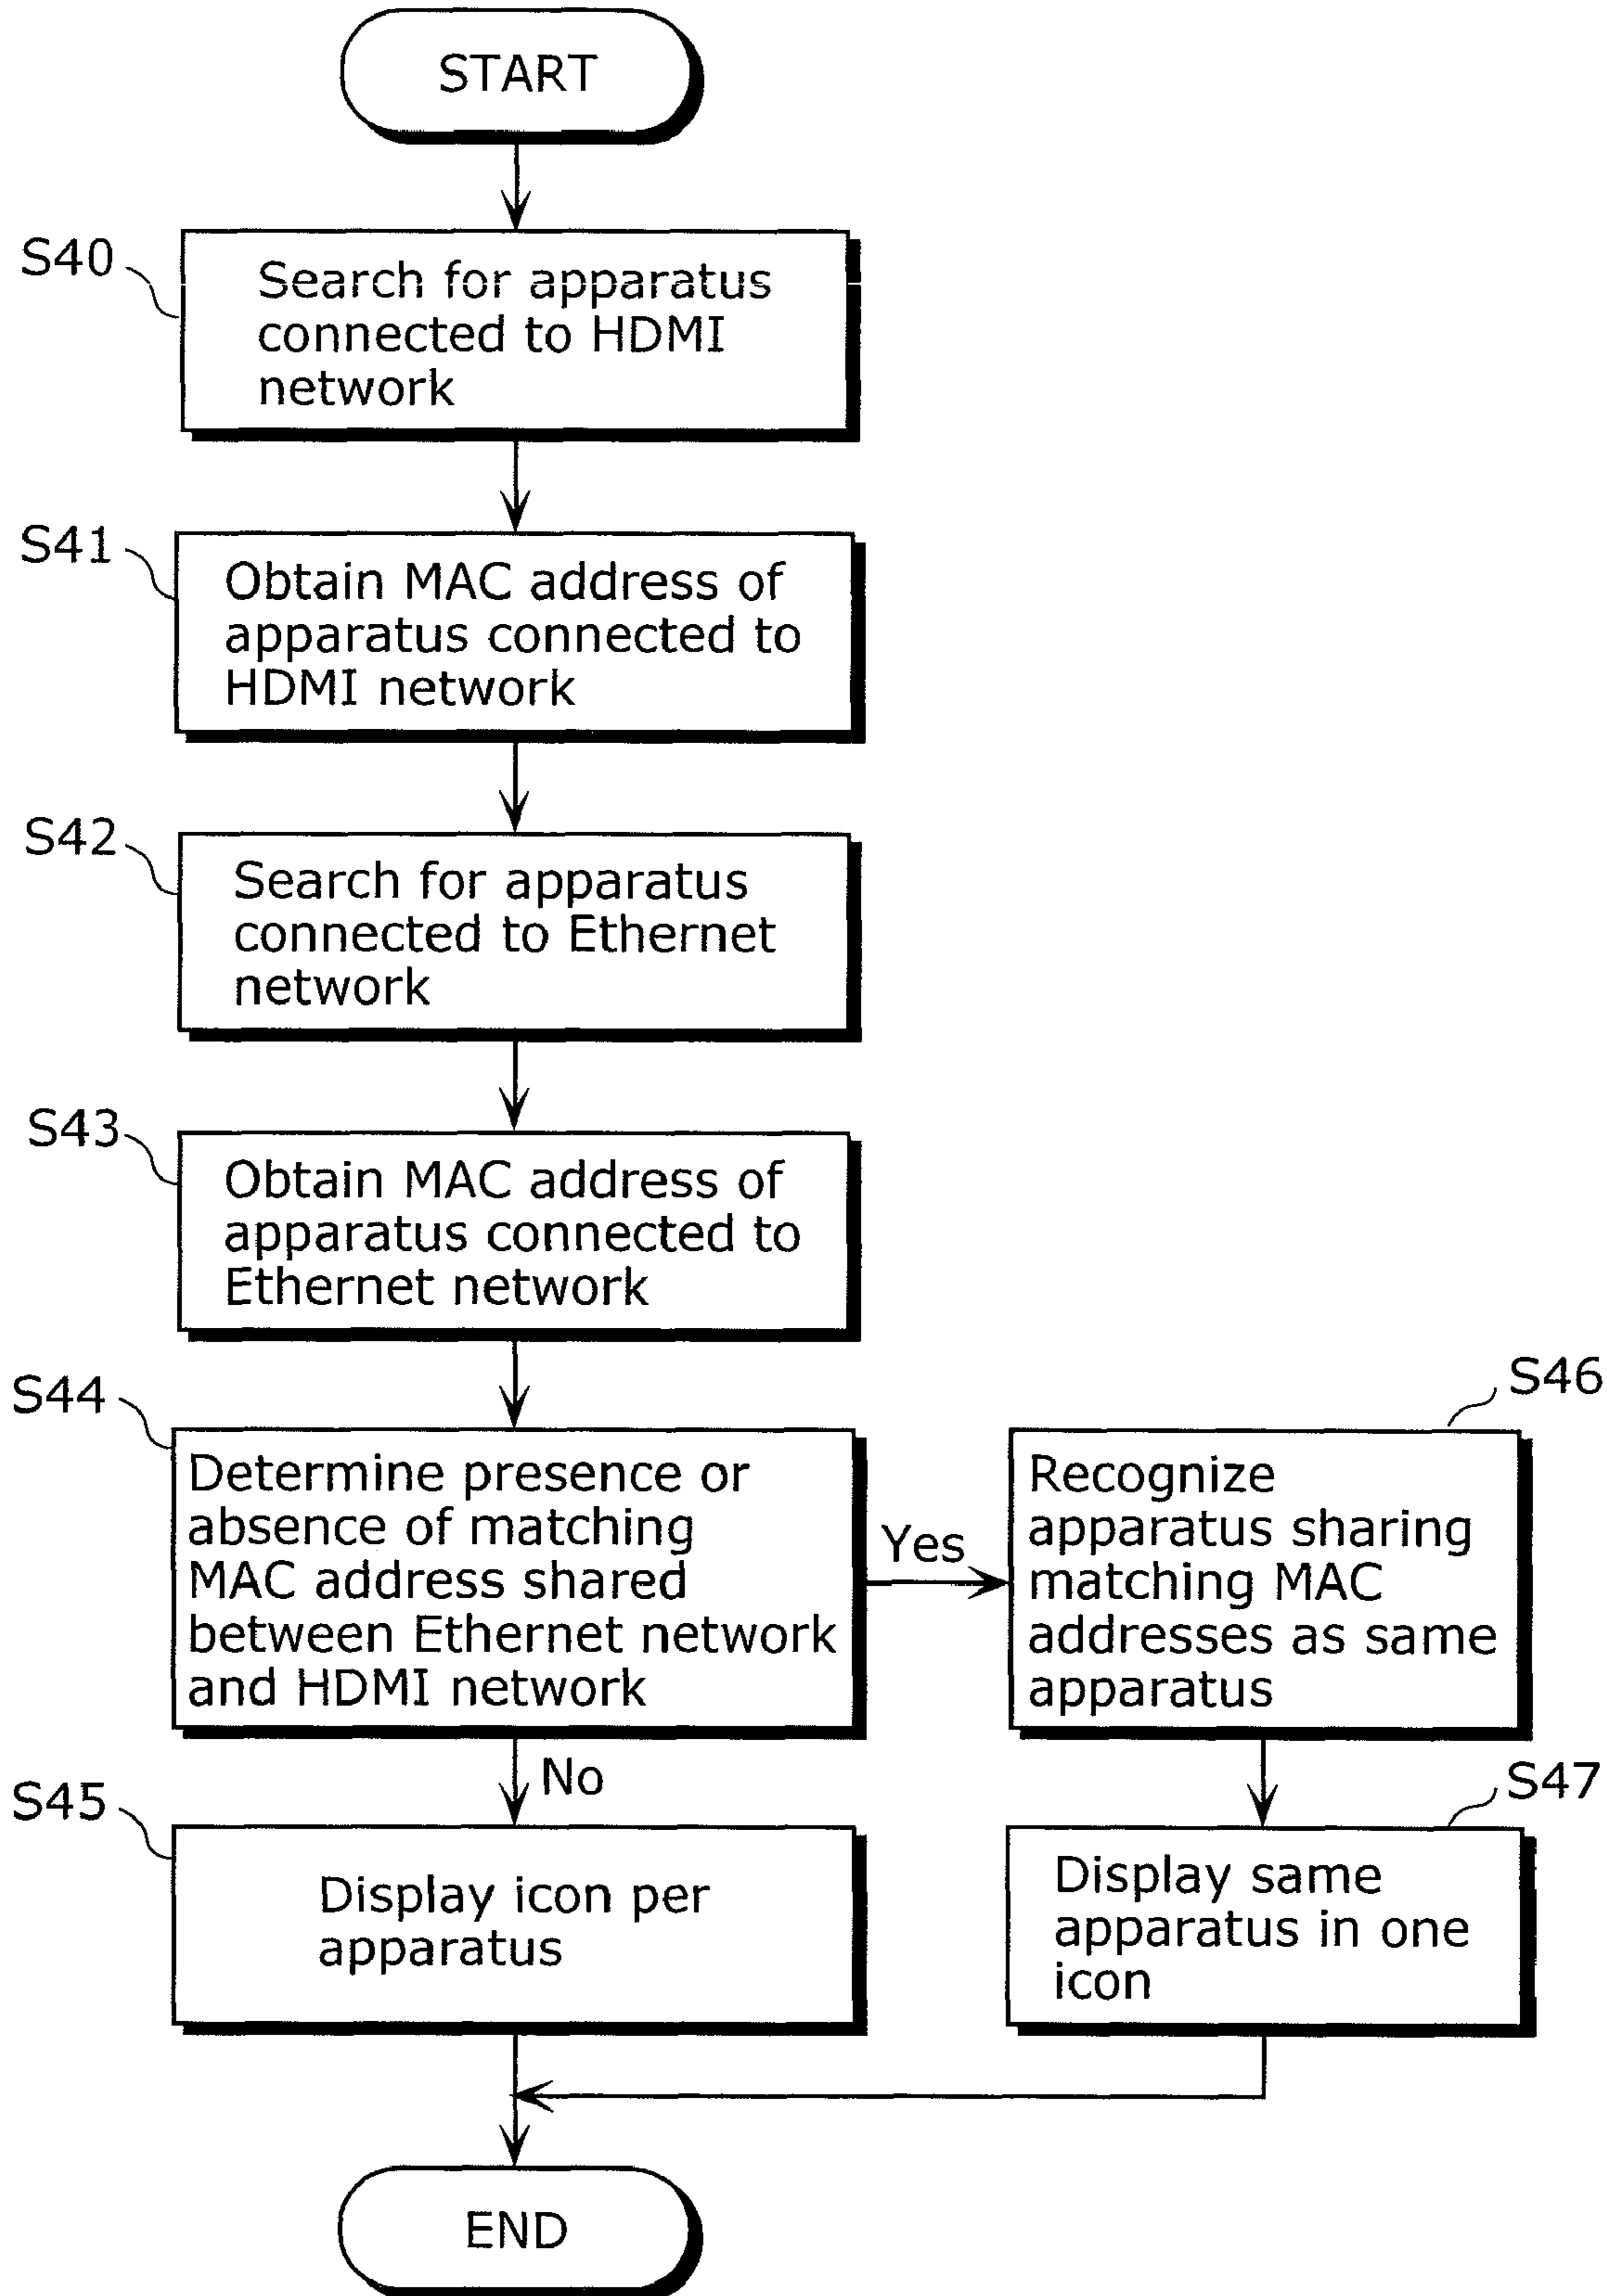 START
S40
Search for apparatus
connected to HDMI
network
S41
Obtain MAC address of
apparatus connected to
HDMI network
S42
Search for apparatus
connected to Ethernet
network
S43
Obtain MAC address of
apparatus connected to
Ethernet network
S44
Determine presence or
absence of matching
MAC address shared
between Ethernet network
and HDMI network
Yes
S46
Recognize
apparatus sharing
matching MAC
addresses as same
apparatus
No
S45
Display icon per
apparatus
S47
Display same
apparatus in one
icon
END